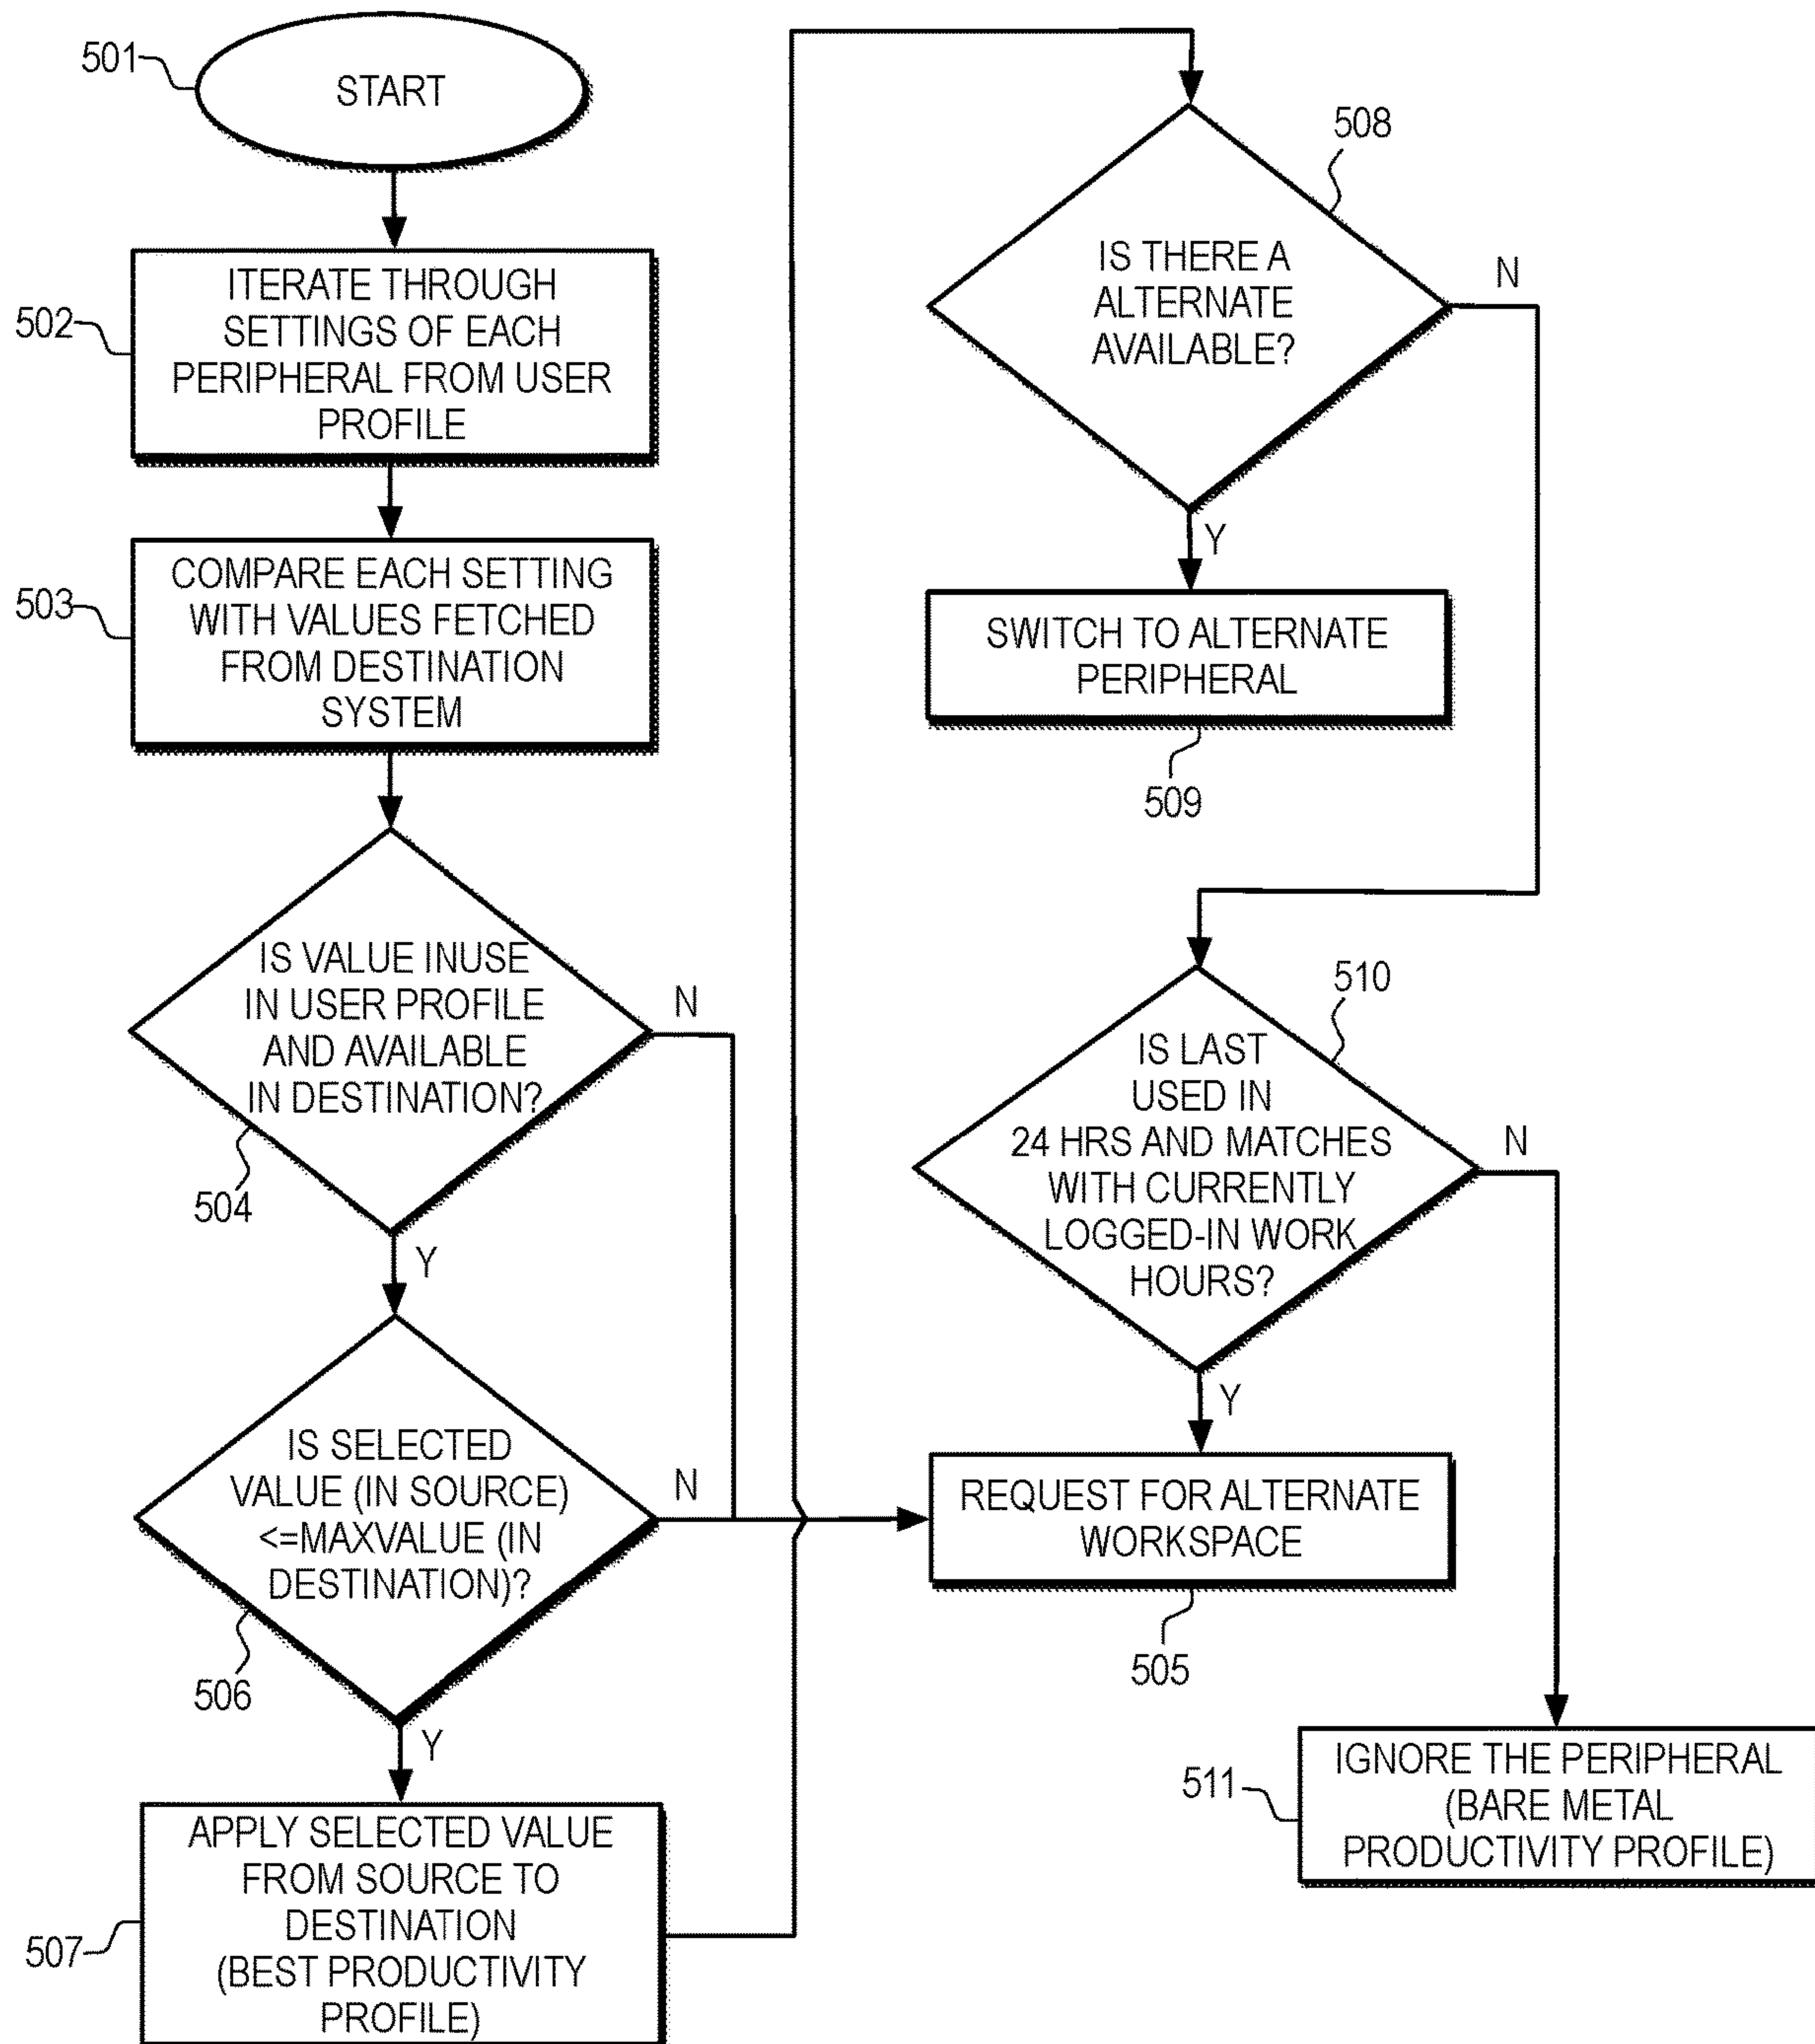 501
START
502
ITERATE THROUGH
SETTINGS OF EACH
PERIPHERAL FROM USER
PROFILE
503
COMPARE EACH SETTING
WITH VALUES FETCHED
FROM DESTINATION
SYSTEM
IS VALUE INUSE
IN USER PROFILE
AND AVAILABLE
IN DESTINATION?
N
504
Y
IS SELECTED
VALUE (IN SOURCE)
<=MAXVALUE (IN
DESTINATION)?
N
506
Y
APPLY SELECTED VALUE
FROM SOURCE TO
DESTINATION
(BEST PRODUCTIVITY
PROFILE)
507
508
IS THERE A
ALTERNATE
AVAILABLE?
N
Y
SWITCH TO ALTERNATE
PERIPHERAL
509
510
IS LAST
USED IN
24 HRS AND MATCHES
WITH CURRENTLY
LOGGED-IN WORK
HOURS?
N
Y
REQUEST FOR ALTERNATE
WORKSPACE
505
511
IGNORE THE PERIPHERAL
(BARE METAL
PRODUCTIVITY PROFILE)